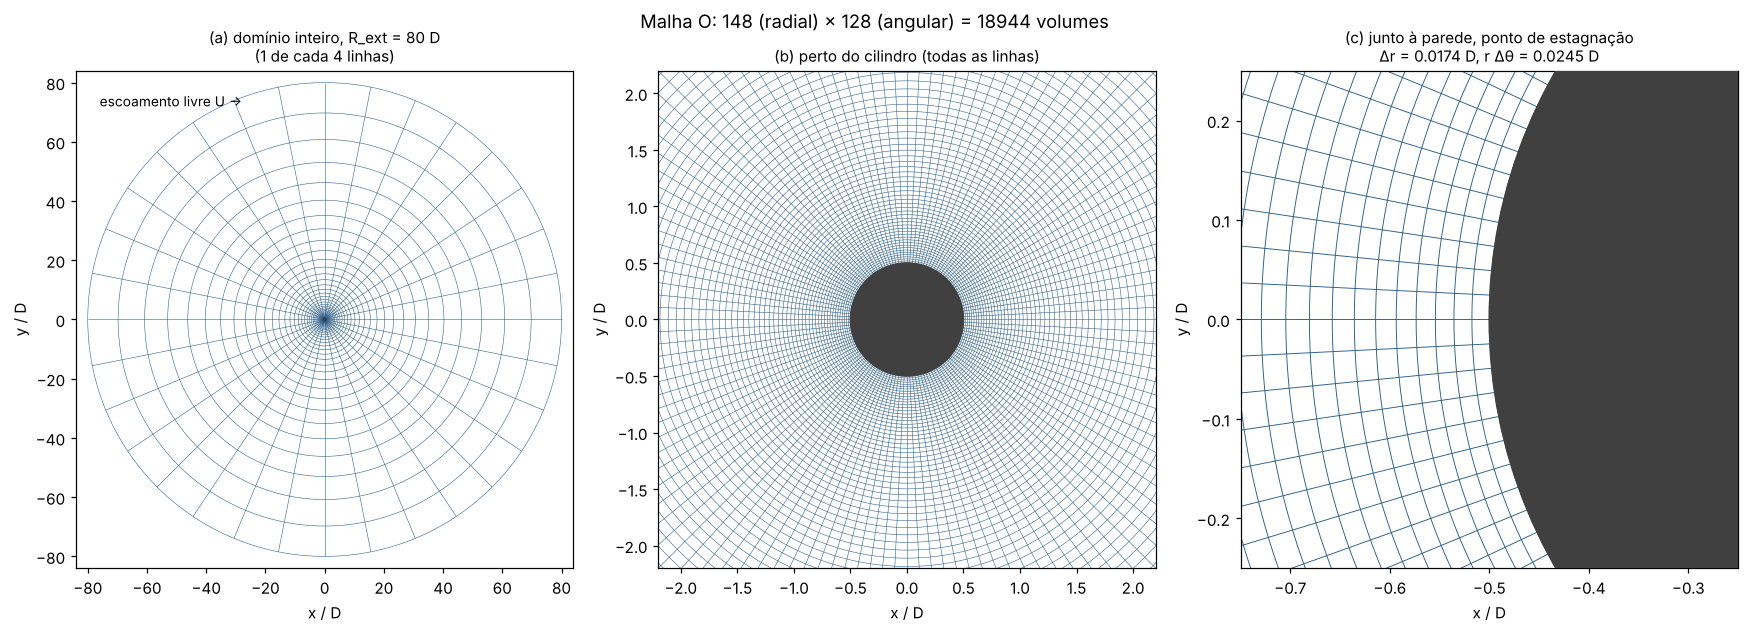 Malha O: 148 (radial) × 128 (angular) = 18944 volumes
(a) domínio inteiro, R_ext = 80 D
(1 de cada 4 linhas)
escoamento livre U →
80
60
40
20
0
−20
−40
−60
−80
y / D
−80 −60 −40 −20 0 20 40 60 80
x / D
(b) perto do cilindro (todas as linhas)
2.0
1.5
1.0
0.5
0.0
−0.5
−1.0
−1.5
−2.0
y / D
−2.0 −1.5 −1.0 −0.5 0.0 0.5 1.0 1.5 2.0
x / D
(c) junto à parede, ponto de estagnação
Δr = 0.0174 D, r Δθ = 0.0245 D
0.2
0.1
0.0
−0.1
−0.2
y / D
−0.7 −0.6 −0.5 −0.4 −0.3
x / D